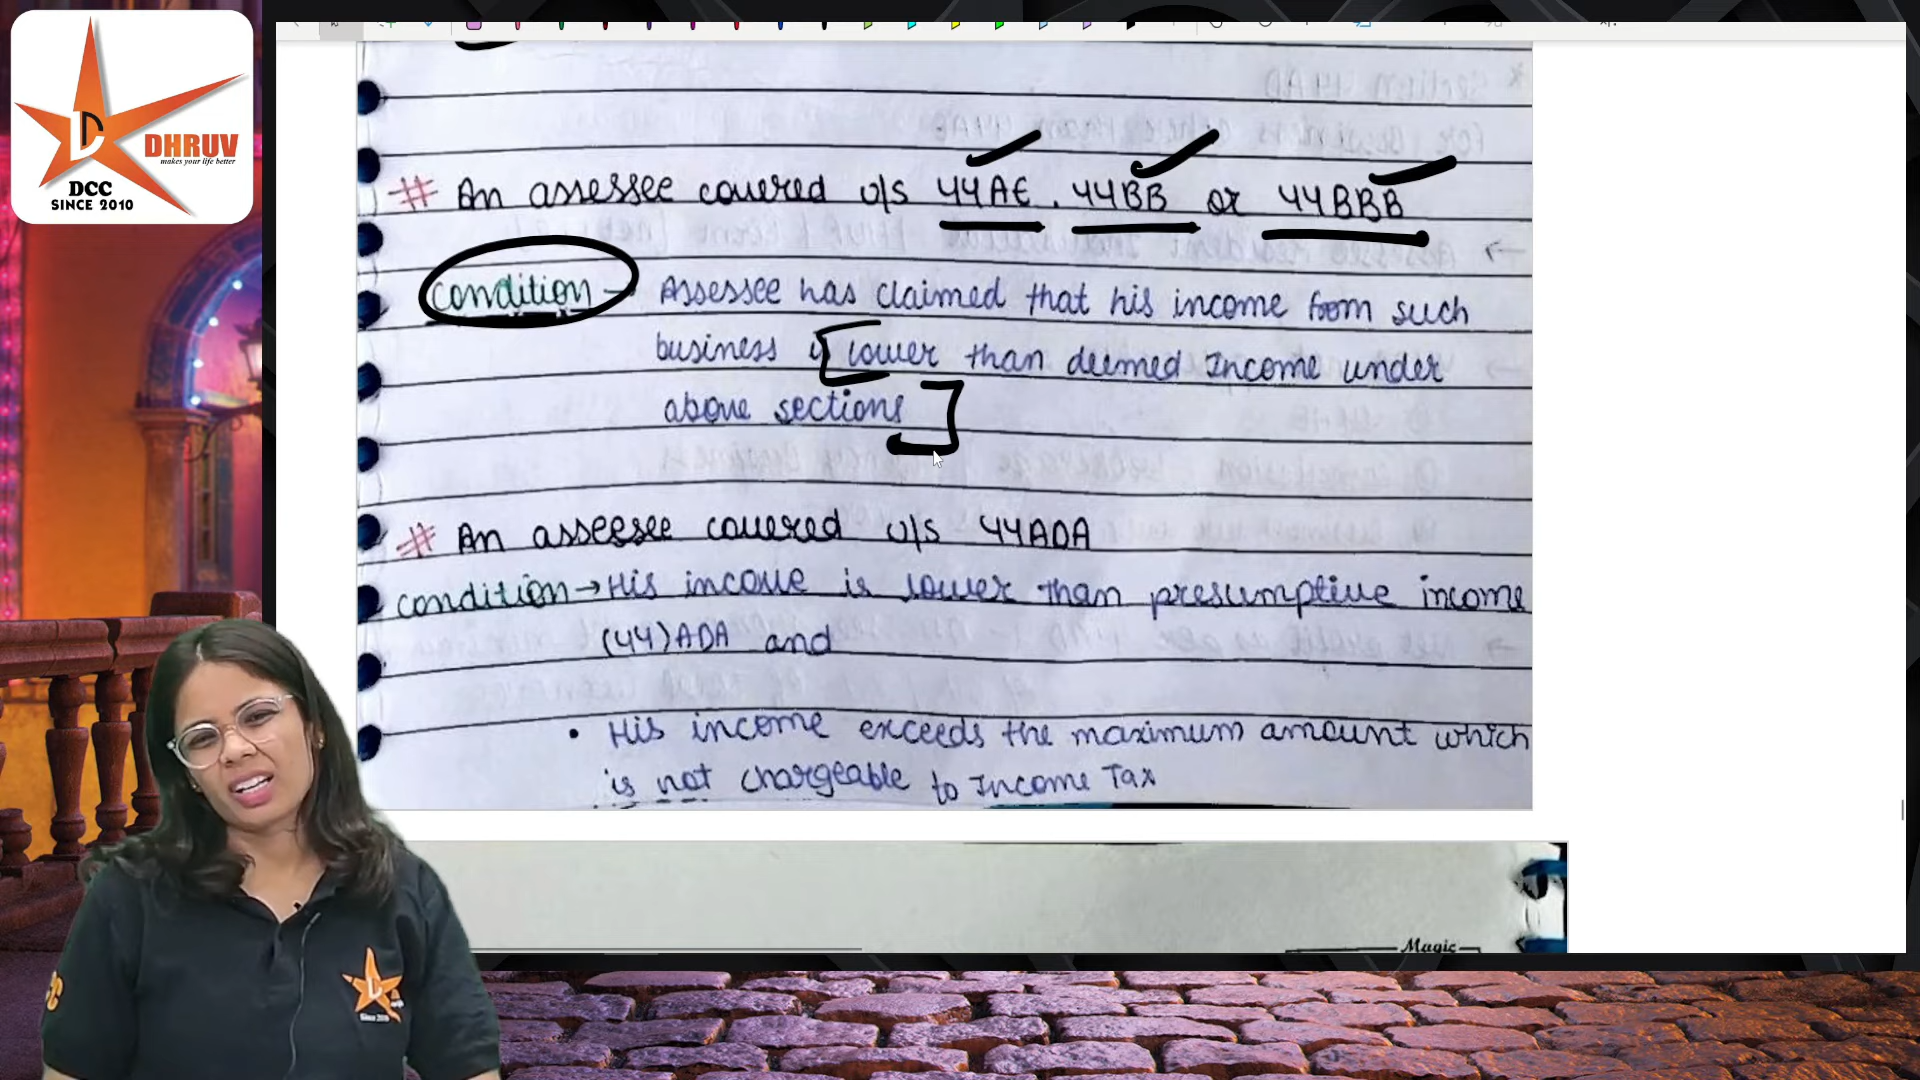 DHRUV
makes your life better
DC
DCC
SINCE 2010
# An assessee covered u/s 44AE, 44BB or 44BBB
condition - Assessee has claimed that his income from such
business is lower than deemed Income under
above sections
# An asseesee covered u/s 44ADA
condition → His income is lower than presumptive income
(44)ADA and
• His income exceeds the maximum amount which
is not chargeable to Income Tax
Magic